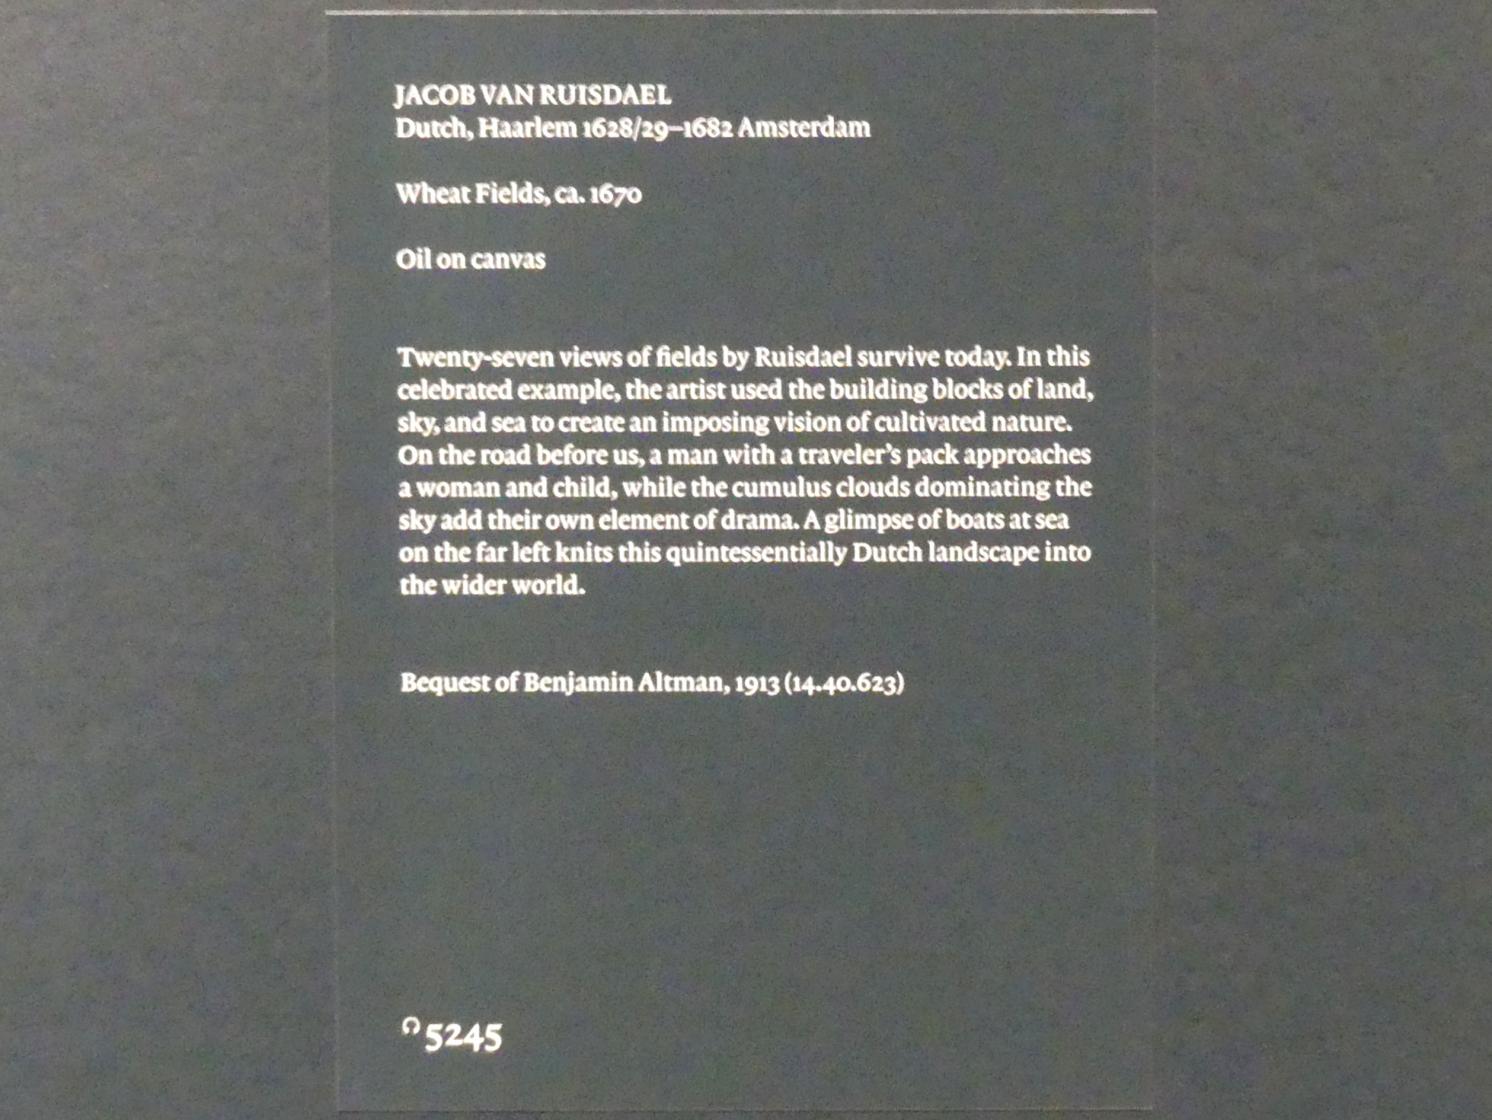 JACOB VAN RUISDAEL
Dutch, Haarlem 1628/29–1682 Amsterdam
Wheat Fields, ca. 1670
Oil on canvas
Twenty-seven views of fields by Ruisdael survive today. In this
celebrated example, the artist used the building blocks of land,
sky, and sea to create an imposing vision of cultivated nature.
On the road before us, a man with a traveler's pack approaches
a woman and child, while the cumulus clouds dominating the
sky add their own element of drama. A glimpse of boats at sea
on the far left knits this quintessentially Dutch landscape into
the wider world.
Bequest of Benjamin Altman, 1913 (14.40.623)
5245